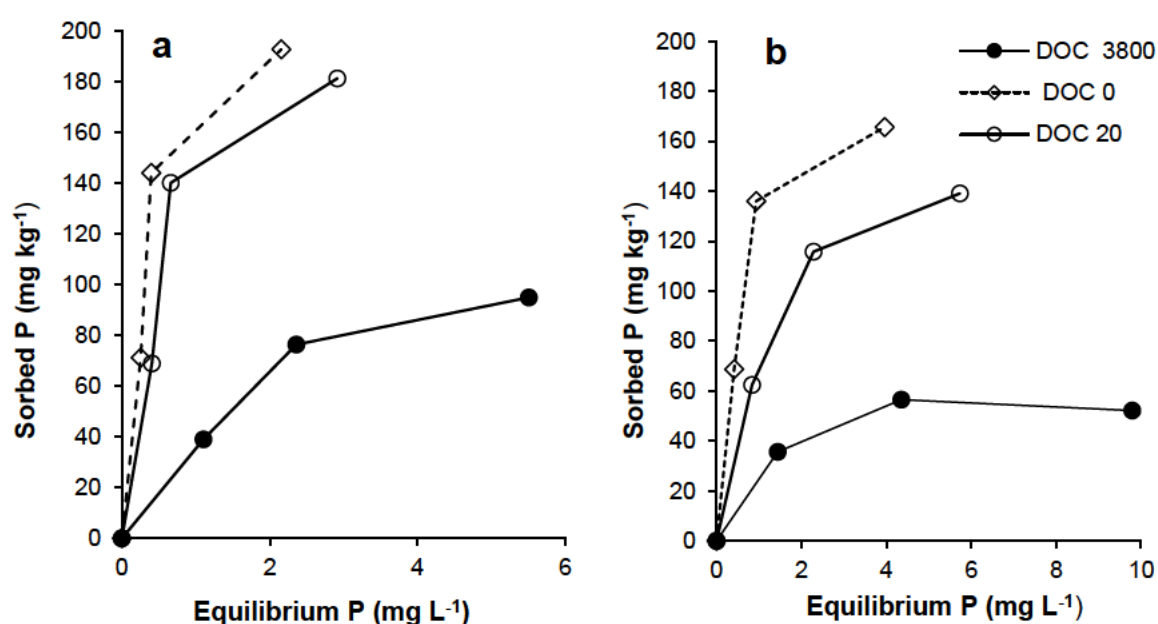 a
Sorbed P (mg kg-1)
200
180
160
140
120
100
80
60
40
20
0
0 2 4 6
Equilibrium P (mg L-1)
b
DOC 3800
DOC 0
DOC 20
Sorbed P (mg kg-1)
200
180
160
140
120
100
80
60
40
20
0
0 2 4 6 8 10
Equilibrium P (mg L-1)